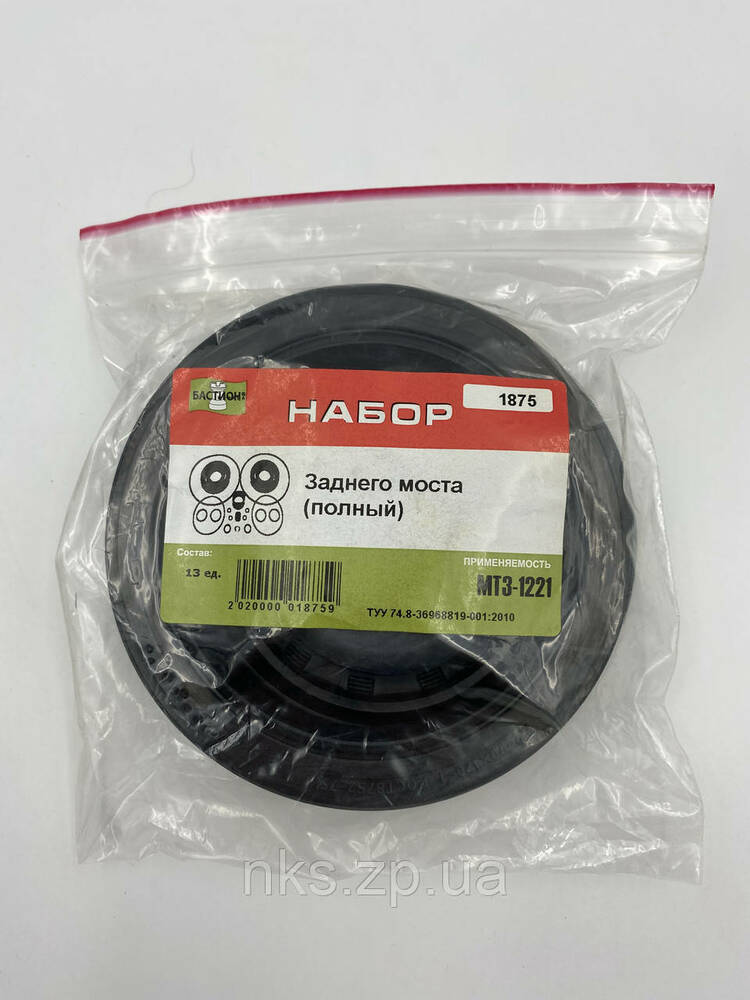 БАСТИОН
НАБОР
1875
Заднего моста
(полный)
Состав:
13 ед.
2 020000 018759
ПРИМЕНЯЕМОСТЬ
МТЗ-1221
ТУУ 74.8-36968819-001:2010
nks.zp.ua